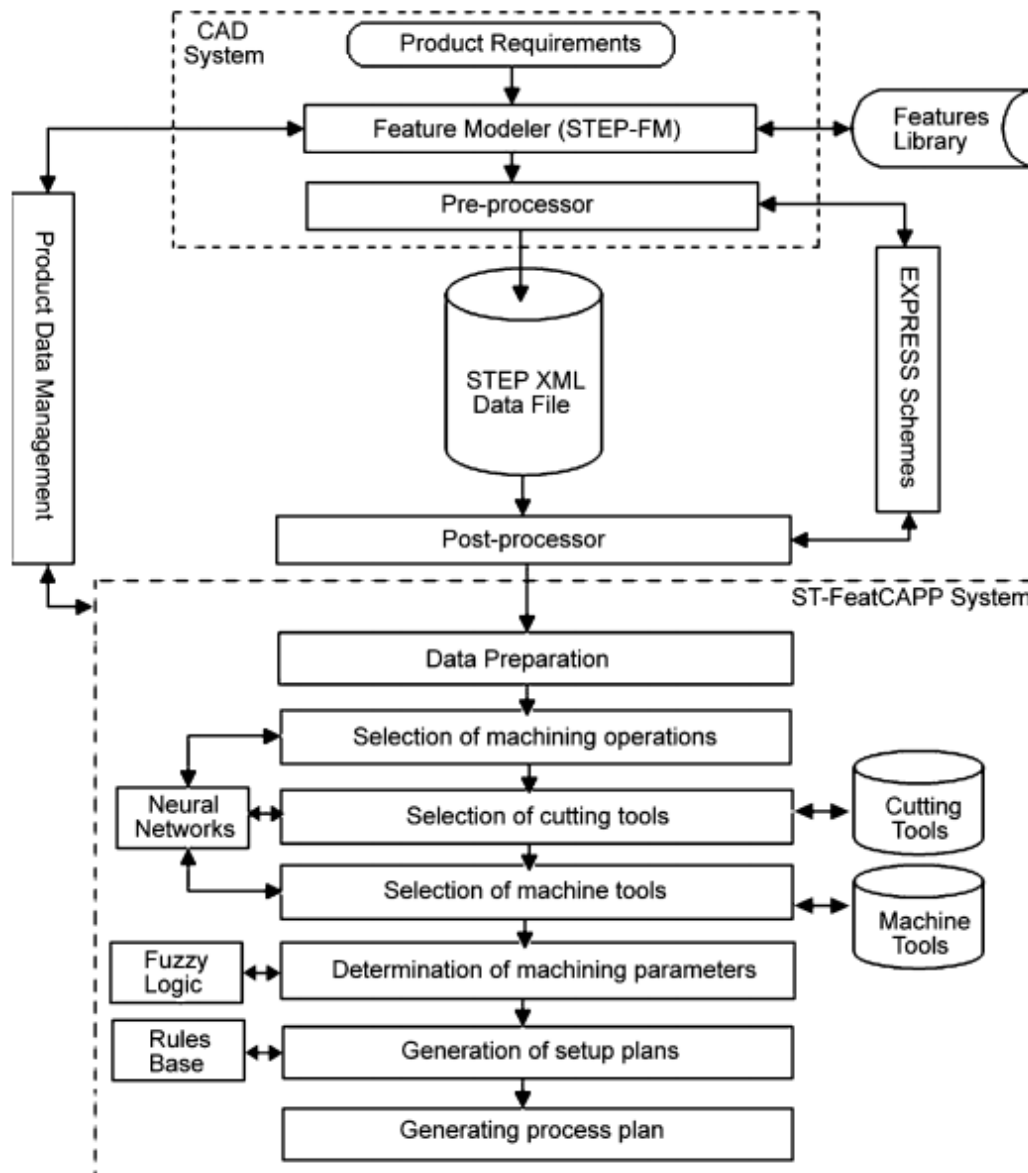 CAD
System
Product Requirements
Feature Modeler (STEP-FM)
Features
Library
Pre-processor
Product Data Management
EXPRESS Schemes
STEP XML
Data File
Post-processor
ST-FeatCAPP System
Data Preparation
Selection of machining operations
Neural
Networks
Selection of cutting tools
Cutting
Tools
Selection of machine tools
Machine
Tools
Fuzzy
Logic
Determination of machining parameters
Rules
Base
Generation of setup plans
Generating process plan